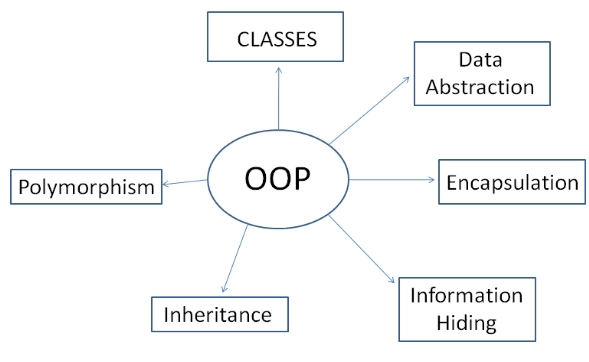 CLASSES
Data
Abstraction
OOP
Polymorphism
Encapsulation
Inheritance
Information
Hiding